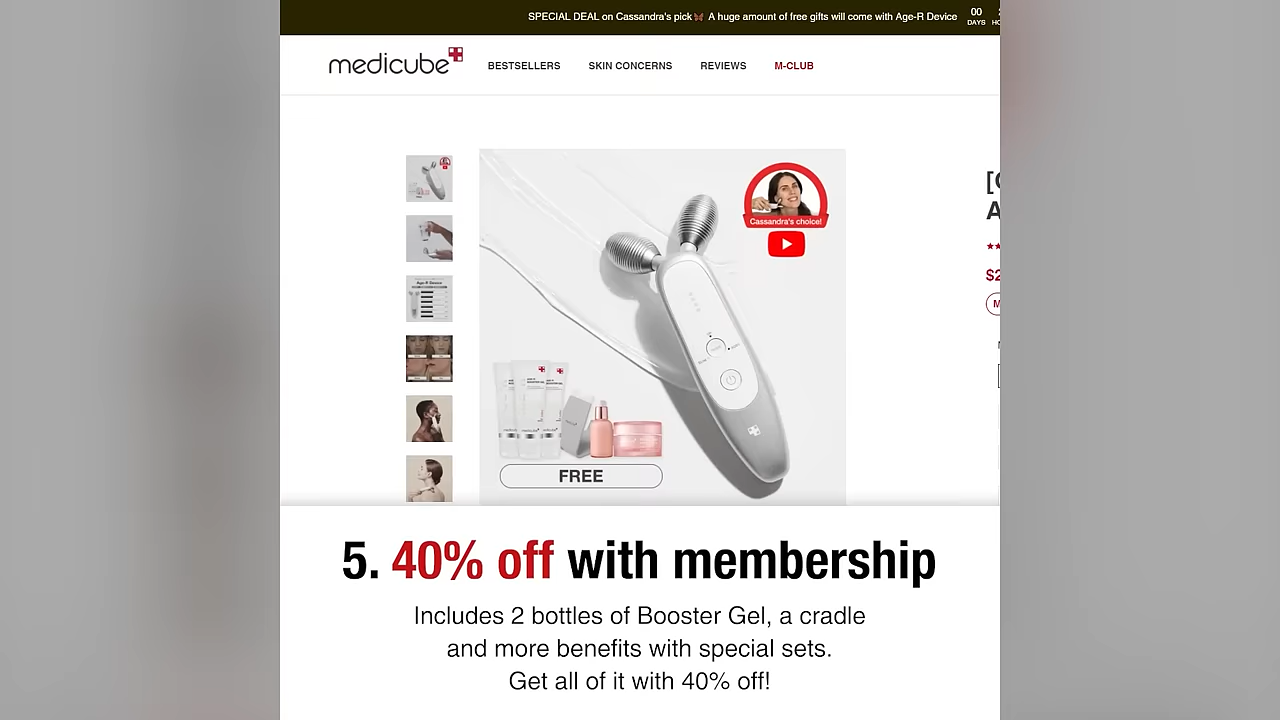 SPECIAL DEAL on Cassandra's pick🦋 A huge amount of free gifts will come with Age-R Device
00
DAYS
medicube
BESTSELLERS
SKIN CONCERNS
REVIEWS
M-CLUB
Cassandra's choice!
FREE
5. 40% off with membership
Includes 2 bottles of Booster Gel, a cradle
and more benefits with special sets.
Get all of it with 40% off!